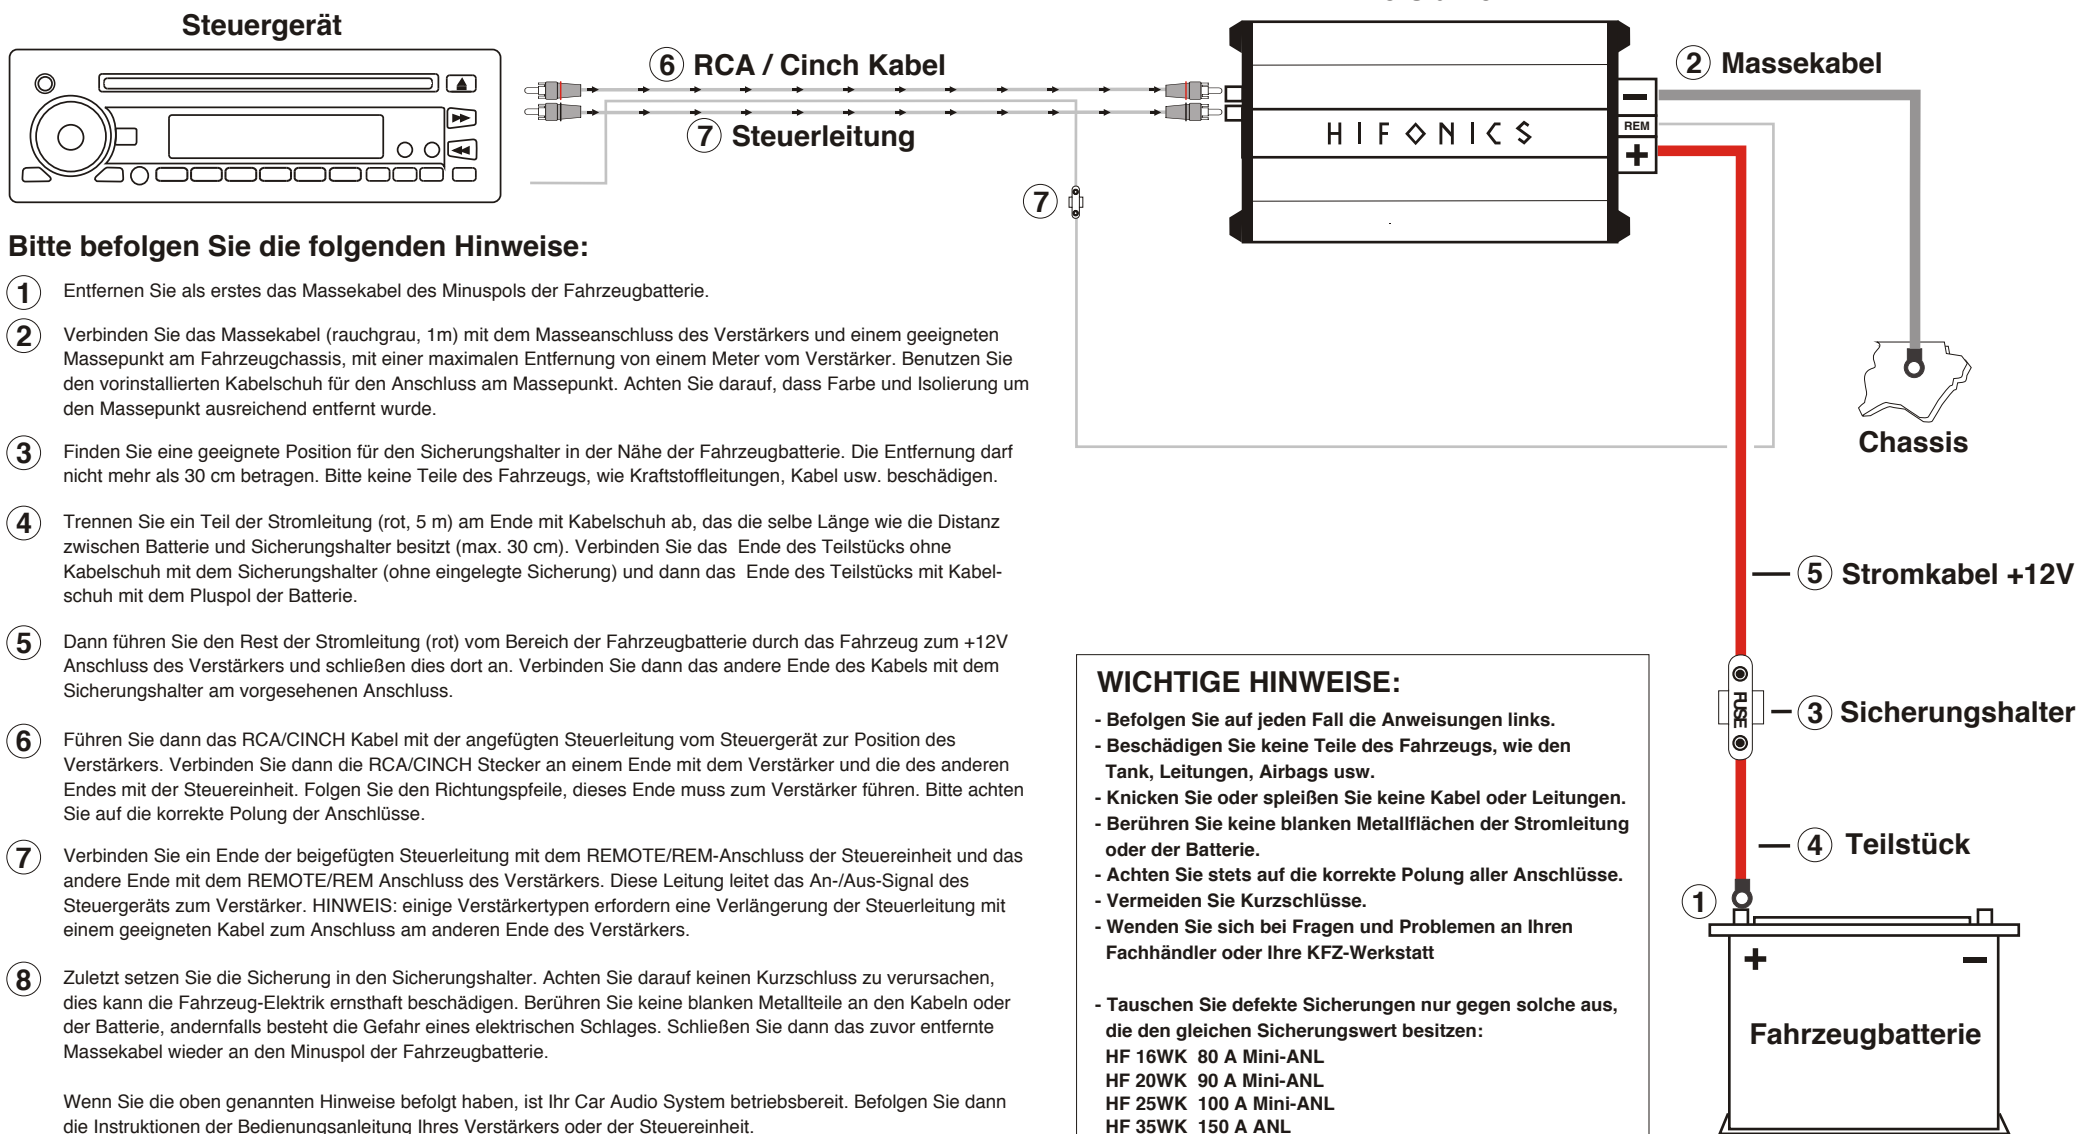 Steuergerät
6 RCA / Cinch Kabel
7 Steuerleitung
7
HIFONICS
REM
2 Massekabel
Chassis
5 Stromkabel +12V
FUSE
3 Sicherungshalter
4 Teilstück
1
Fahrzeugbatterie
Bitte befolgen Sie die folgenden Hinweise:
1 Entfernen Sie als erstes das Massekabel des Minuspols der Fahrzeugbatterie.
2 Verbinden Sie das Massekabel (rauchgrau, 1m) mit dem Masseanschluss des Verstärkers und einem geeigneten
Massepunkt am Fahrzeugchassis, mit einer maximalen Entfernung von einem Meter vom Verstärker. Benutzen Sie
den vorinstallierten Kabelschuh für den Anschluss am Massepunkt. Achten Sie darauf, dass Farbe und Isolierung um
den Massepunkt ausreichend entfernt wurde.
3 Finden Sie eine geeignete Position für den Sicherungshalter in der Nähe der Fahrzeugbatterie. Die Entfernung darf
nicht mehr als 30 cm betragen. Bitte keine Teile des Fahrzeugs, wie Kraftstoffleitungen, Kabel usw. beschädigen.
4 Trennen Sie ein Teil der Stromleitung (rot, 5 m) am Ende mit Kabelschuh ab, das die selbe Länge wie die Distanz
zwischen Batterie und Sicherungshalter besitzt (max. 30 cm). Verbinden Sie das Ende des Teilstücks ohne
Kabelschuh mit dem Sicherungshalter (ohne eingelegte Sicherung) und dann das Ende des Teilstücks mit Kabel-
schuh mit dem Pluspol der Batterie.
5 Dann führen Sie den Rest der Stromleitung (rot) vom Bereich der Fahrzeugbatterie durch das Fahrzeug zum +12V
Anschluss des Verstärkers und schließen dies dort an. Verbinden Sie dann das andere Ende des Kabels mit dem
Sicherungshalter am vorgesehenen Anschluss.
6 Führen Sie dann das RCA/CINCH Kabel mit der angefügten Steuerleitung vom Steuergerät zur Position des
Verstärkers. Verbinden Sie dann die RCA/CINCH Stecker an einem Ende mit dem Verstärker und die des anderen
Endes mit der Steuereinheit. Folgen Sie den Richtungspfeile, dieses Ende muss zum Verstärker führen. Bitte achten
Sie auf die korrekte Polung der Anschlüsse.
7 Verbinden Sie ein Ende der beigefügten Steuerleitung mit dem REMOTE/REM-Anschluss der Steuereinheit und das
andere Ende mit dem REMOTE/REM Anschluss des Verstärkers. Diese Leitung leitet das An-/Aus-Signal des
Steuergeräts zum Verstärker. HINWEIS: einige Verstärkertypen erfordern eine Verlängerung der Steuerleitung mit
einem geeigneten Kabel zum Anschluss am anderen Ende des Verstärkers.
8 Zuletzt setzen Sie die Sicherung in den Sicherungshalter. Achten Sie darauf keinen Kurzschluss zu verursachen,
dies kann die Fahrzeug-Elektrik ernsthaft beschädigen. Berühren Sie keine blanken Metallteile an den Kabeln oder
der Batterie, andernfalls besteht die Gefahr eines elektrischen Schlages. Schließen Sie dann das zuvor entfernte
Massekabel wieder an den Minuspol der Fahrzeugbatterie.
Wenn Sie die oben genannten Hinweise befolgt haben, ist Ihr Car Audio System betriebsbereit. Befolgen Sie dann
die Instruktionen der Bedienungsanleitung Ihres Verstärkers oder der Steuereinheit.
WICHTIGE HINWEISE:
- Befolgen Sie auf jeden Fall die Anweisungen links.
- Beschädigen Sie keine Teile des Fahrzeugs, wie den
Tank, Leitungen, Airbags usw.
- Knicken Sie oder spleißen Sie keine Kabel oder Leitungen.
- Berühren Sie keine blanken Metallflächen der Stromleitung
oder der Batterie.
- Achten Sie stets auf die korrekte Polung aller Anschlüsse.
- Vermeiden Sie Kurzschlüsse.
- Wenden Sie sich bei Fragen und Problemen an Ihren
Fachhändler oder Ihre KFZ-Werkstatt
- Tauschen Sie defekte Sicherungen nur gegen solche aus,
die den gleichen Sicherungswert besitzen:
HF 16WK 80 A Mini-ANL
HF 20WK 90 A Mini-ANL
HF 25WK 100 A Mini-ANL
HF 35WK 150 A ANL